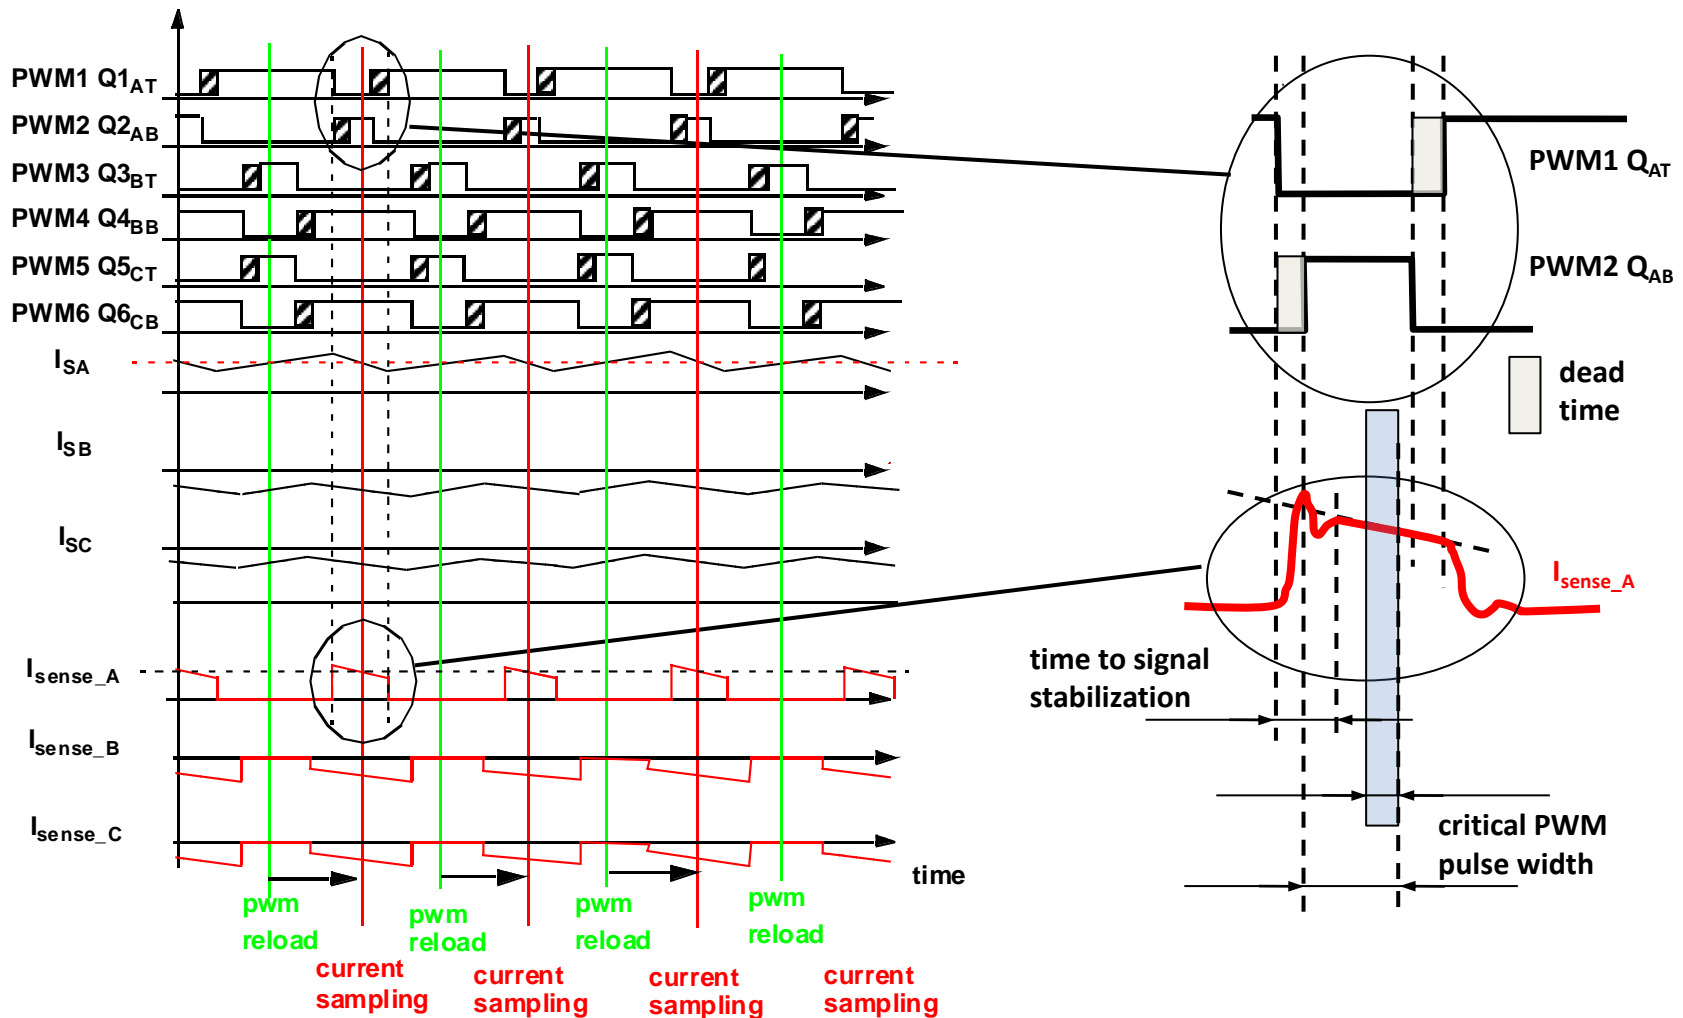 PWM1 Q1AT
PWM2 Q2AB
PWM3 Q3BT
PWM4 Q4BB
PWM5 Q5CT
PWM6 Q6CB
ISA
ISB
ISC
Isense_A
Isense_B
Isense_C
time
pwm
reload
pwm
reload
pwm
reload
pwm
reload
current
sampling
current
sampling
current
sampling
current
sampling
PWM1 QAT
PWM2 QAB
dead
time
Isense_A
time to signal
stabilization
critical PWM
pulse width